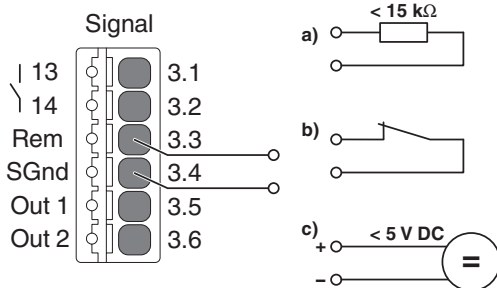 Signal
13 3.1
14 3.2
Rem 3.3
SGnd 3.4
Out 1 3.5
Out 2 3.6
a) < 15 kΩ
b)
c) < 5 V DC
+
=
–